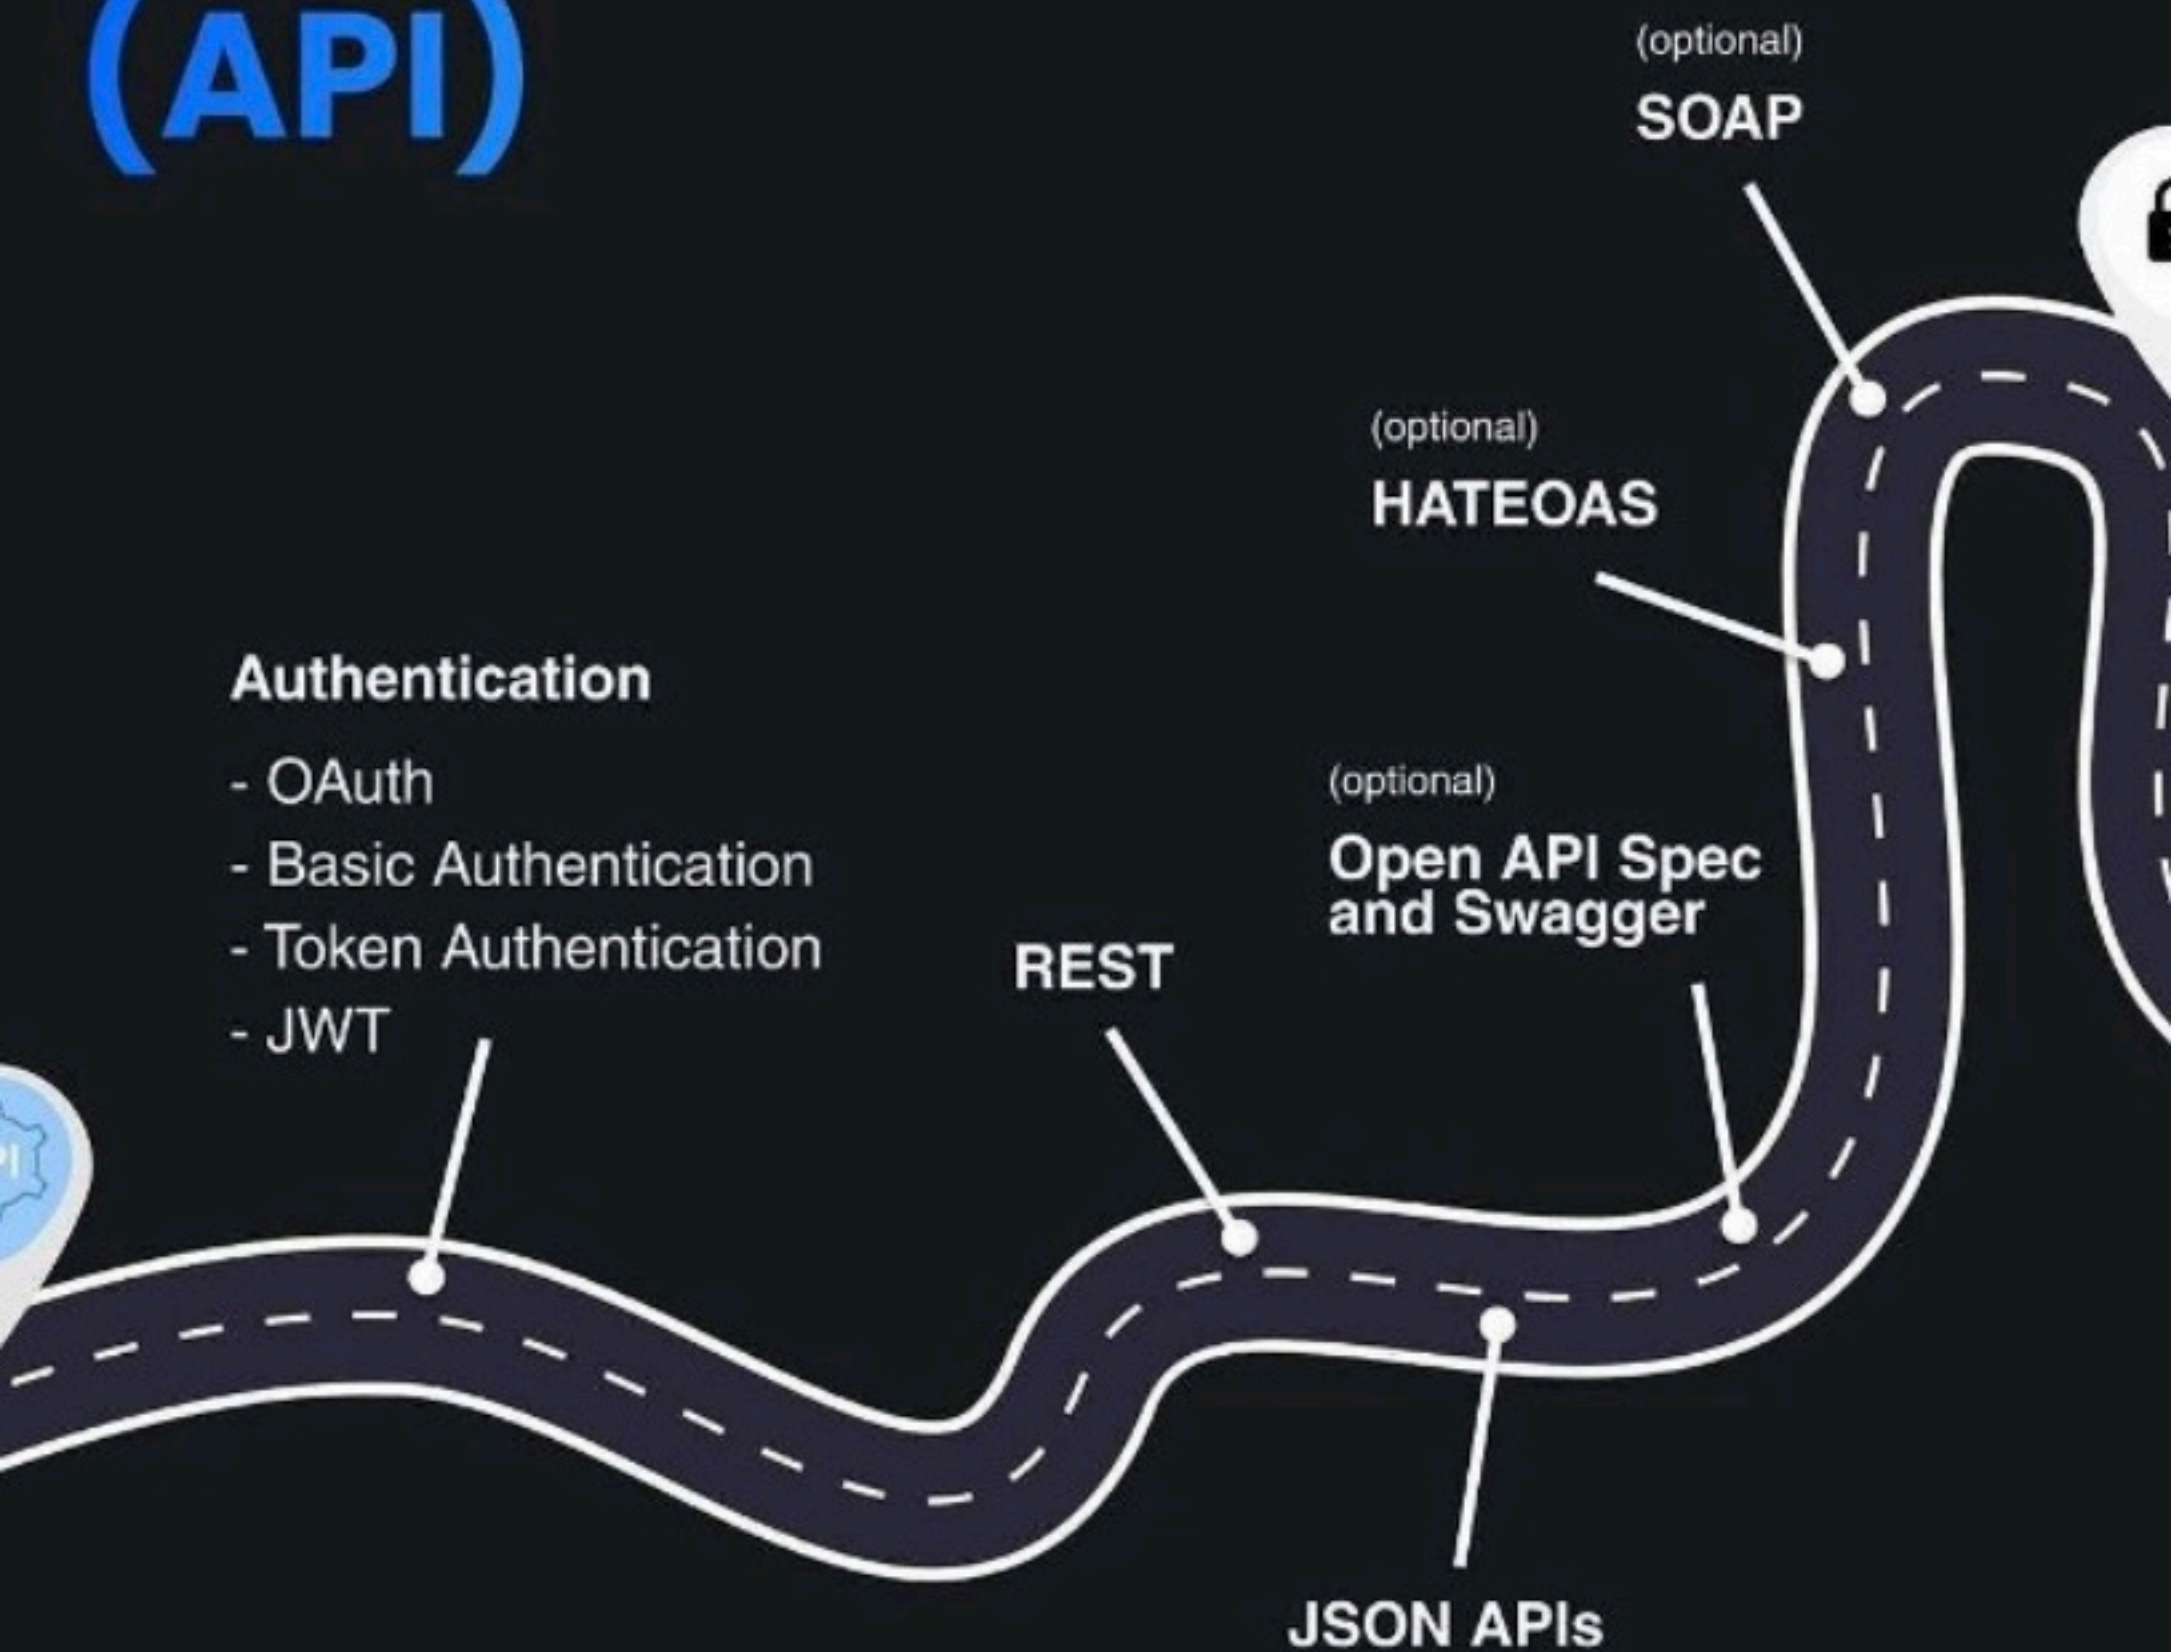 (API)
(optional)
SOAP
(optional)
HATEOAS
Authentication
- OAuth
- Basic Authentication
- Token Authentication
- JWT
(optional)
Open API Spec
and Swagger
REST
JSON APIs